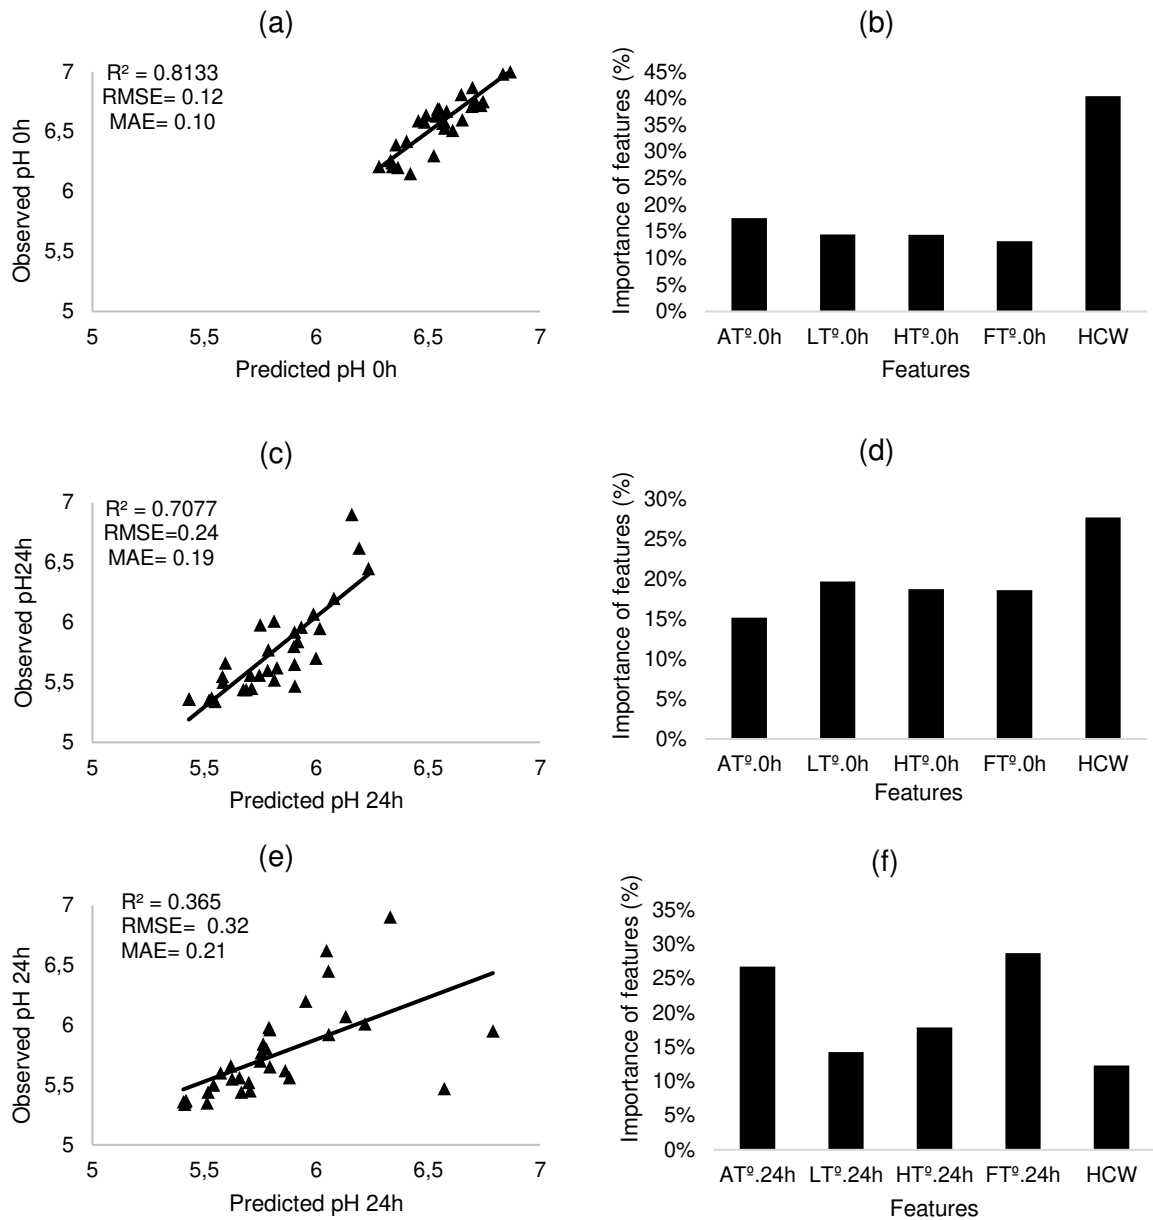 (a)
R² = 0.8133
RMSE= 0.12
MAE= 0.10
7
6,5
6
5,5
5
5 5,5 6 6,5 7
Observed pH 0h
Predicted pH 0h
(b)
45%
40%
35%
30%
25%
20%
15%
10%
5%
0%
Importance of features (%)
ATº.0h LTº.0h HTº.0h FTº.0h HCW
Features
(c)
R² = 0.7077
RMSE=0.24
MAE= 0.19
7
6,5
6
5,5
5
5 5,5 6 6,5 7
Observed pH24h
Predicted pH 24h
(d)
30%
25%
20%
15%
10%
5%
0%
Importance of features (%)
ATº.0h LTº.0h HTº.0h FTº.0h HCW
Features
(e)
R² = 0.365
RMSE= 0.32
MAE= 0.21
7
6,5
6
5,5
5
5 5,5 6 6,5 7
Observed pH 24h
Predicted pH 24h
(f)
35%
30%
25%
20%
15%
10%
5%
0%
Importance of features (%)
ATº.24h LTº.24h HTº.24h FTº.24h HCW
Features